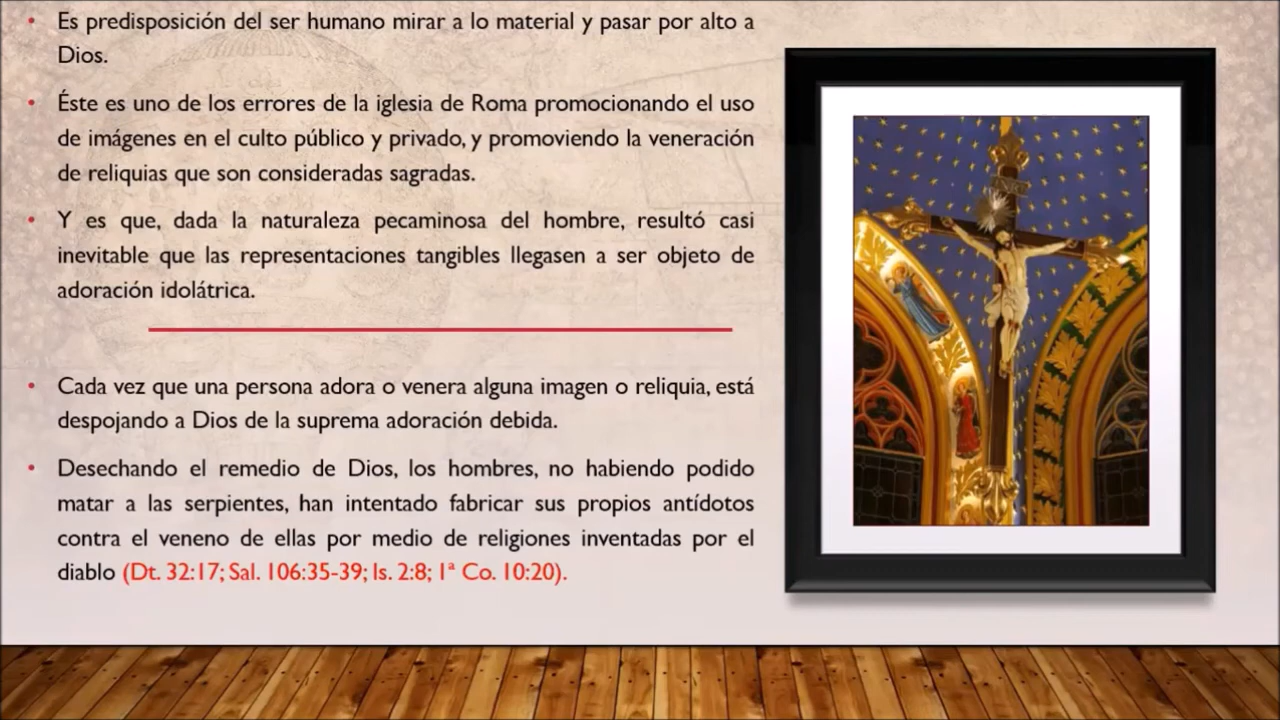 • Es predisposición del ser humano mirar a lo material y pasar por alto a
Dios.
• Éste es uno de los errores de la iglesia de Roma promocionando el uso
de imágenes en el culto público y privado, y promoviendo la veneración
de reliquias que son consideradas sagradas.
• Y es que, dada la naturaleza pecaminosa del hombre, resultó casi
inevitable que las representaciones tangibles llegasen a ser objeto de
adoración idolátrica.
• Cada vez que una persona adora o venera alguna imagen o reliquia, está
despojando a Dios de la suprema adoración debida.
• Desechando el remedio de Dios, los hombres, no habiendo podido
matar a las serpientes, han intentado fabricar sus propios antídotos
contra el veneno de ellas por medio de religiones inventadas por el
diablo (Dt. 32:17; Sal. 106:35-39; Is. 2:8; 1ª Co. 10:20).